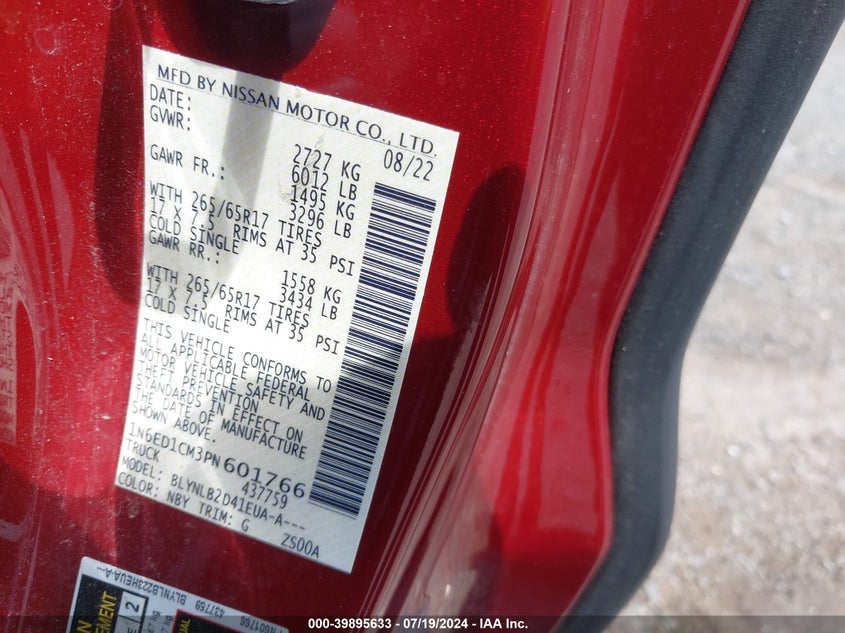 MFD BY NISSAN MOTOR CO., LTD.
DATE: 08/22
GVWR: 2727 KG
6012 LB
GAWR FR.: 1495 KG
3296 LB
WITH 265/65R17 TIRES
17 X 7.5 RIMS AT 35 PSI
COLD SINGLE
GAWR RR.: 1558 KG
3434 LB
WITH 265/65R17 TIRES
17 X 7.5 RIMS AT 35 PSI
COLD SINGLE
THIS VEHICLE CONFORMS TO
ALL APPLICABLE FEDERAL
MOTOR VEHICLE SAFETY AND
THEFT PREVENTION
STANDARDS IN EFFECT ON
THE DATE OF MANUFACTURE
SHOWN ABOVE.
1N6ED1CM3PN601766
TRUCK 437759
MODEL: BLYNLB2D41EUA-A---
COLOR: NBY TRIM: G ZS00A
437759
000-39895633 - 07/19/2024 - IAA Inc.